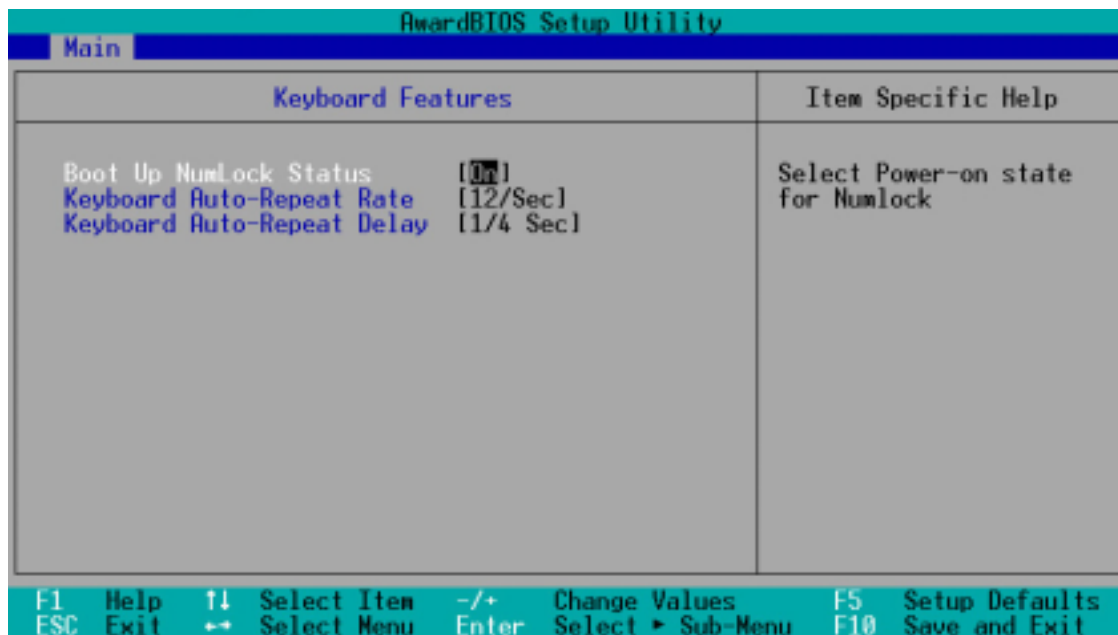 AwardBIOS Setup Utility
Main
Keyboard Features
Item Specific Help
Boot Up NumLock Status [On]
Keyboard Auto-Repeat Rate [12/Sec]
Keyboard Auto-Repeat Delay [1/4 Sec]
Select Power-on state
for Numlock
F1 Help ↑↓ Select Item -/+ Change Values F5 Setup Defaults
ESC Exit ←→ Select Menu Enter Select ► Sub-Menu F10 Save and Exit